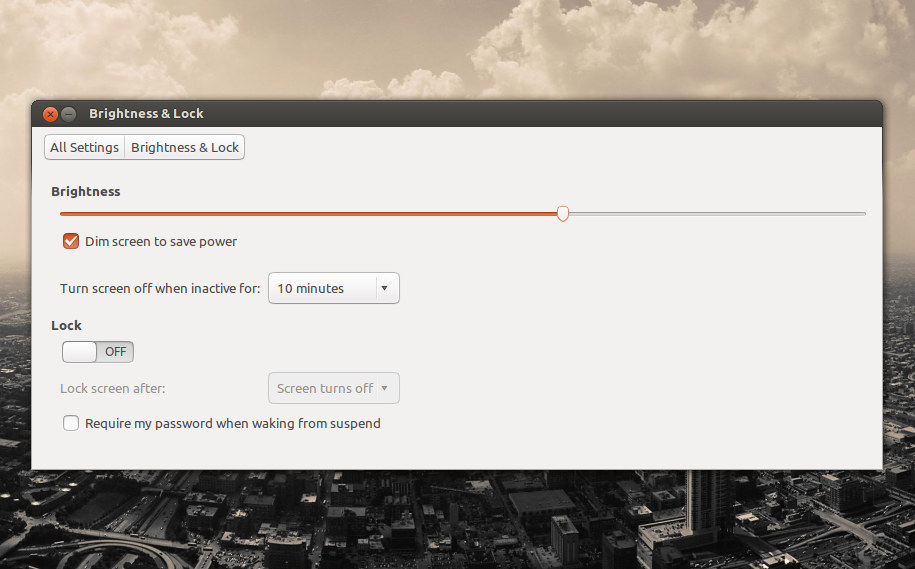 Brightness & Lock
All Settings Brightness & Lock
Brightness
Dim screen to save power
Turn screen off when inactive for: 10 minutes
Lock
OFF
Lock screen after: Screen turns off
Require my password when waking from suspend